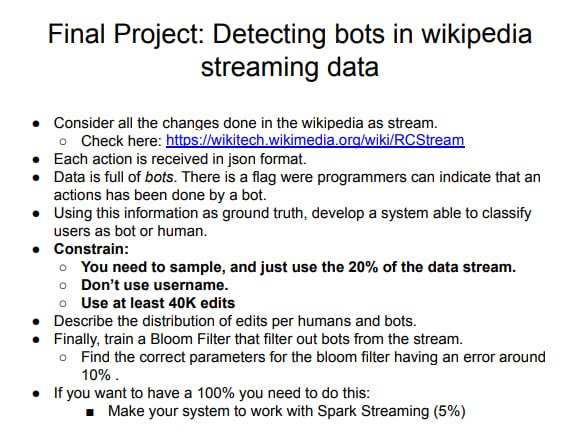 Final Project: Detecting bots in wikipedia
streaming data
● Consider all the changes done in the wikipedia as stream.
○ Check here: https://wikitech.wikimedia.org/wiki/RCStream
● Each action is received in json format.
● Data is full of bots. There is a flag were programmers can indicate that an
actions has been done by a bot.
● Using this information as ground truth, develop a system able to classify
users as bot or human.
● Constrain:
○ You need to sample, and just use the 20% of the data stream.
○ Don’t use username.
○ Use at least 40K edits
● Describe the distribution of edits per humans and bots.
● Finally, train a Bloom Filter that filter out bots from the stream.
○ Find the correct parameters for the bloom filter having an error around
10% .
● If you want to have a 100% you need to do this:
■ Make your system to work with Spark Streaming (5%)